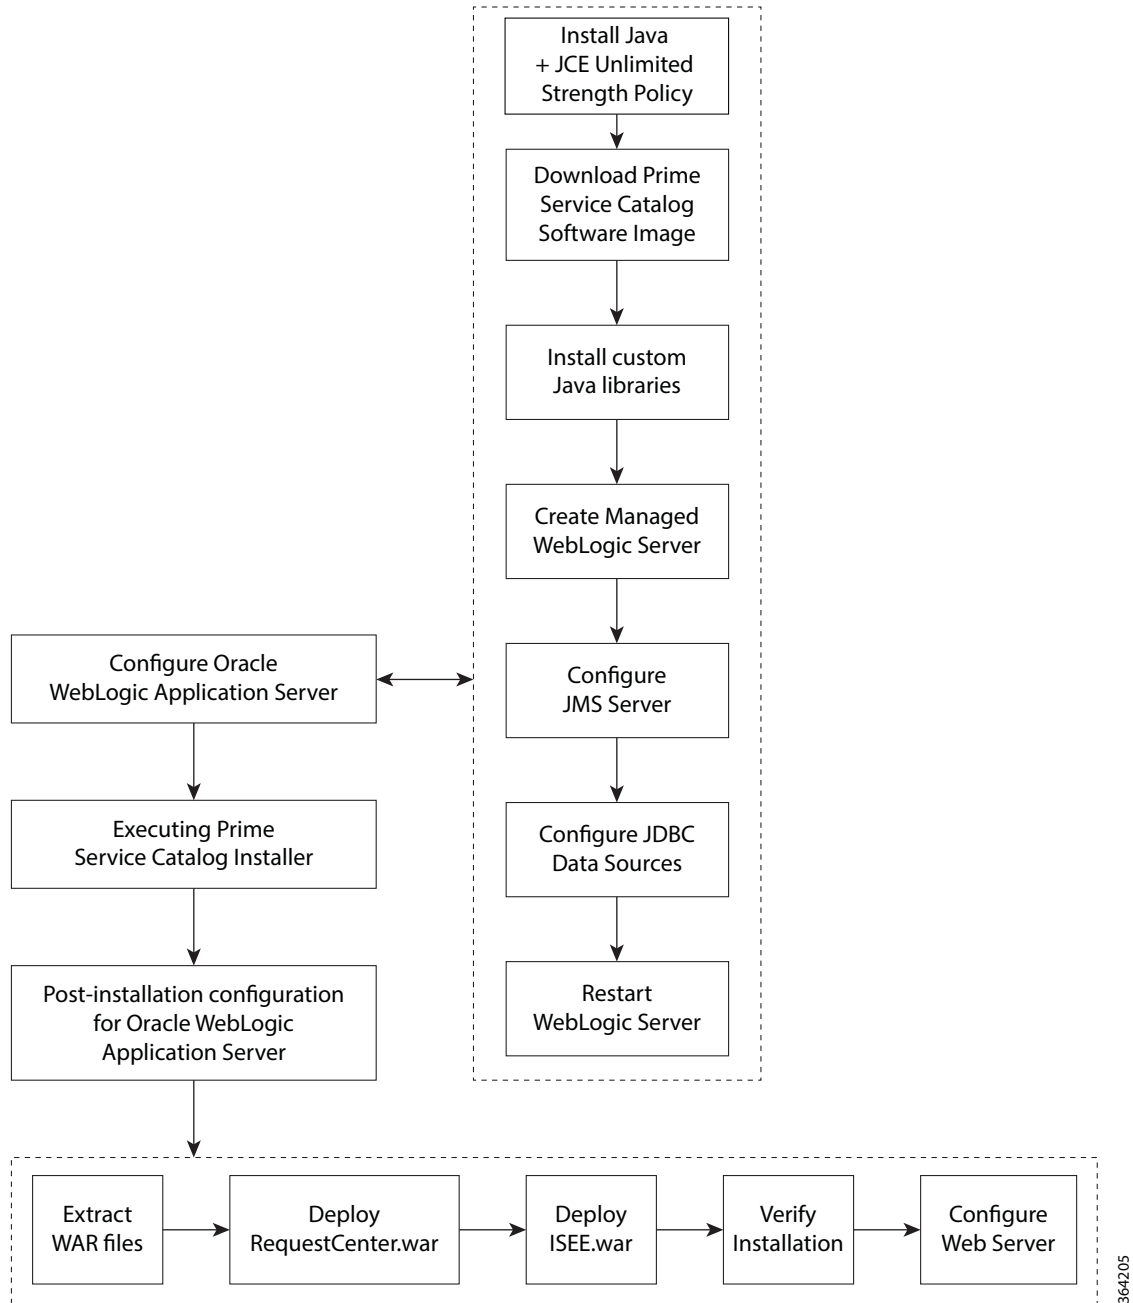 Install Java
+ JCE Unlimited
Strength Policy
Download Prime
Service Catalog
Software Image
Install custom
Java libraries
Create Managed
WebLogic Server
Configure Oracle
WebLogic Application Server
Configure
JMS Server
Executing Prime
Service Catalog Installer
Configure JDBC
Data Sources
Post-installation configuration
for Oracle WebLogic
Application Server
Restart
WebLogic Server
Extract
WAR files
Deploy
RequestCenter.war
Deploy
ISEE.war
Verify
Installation
Configure
Web Server
364205